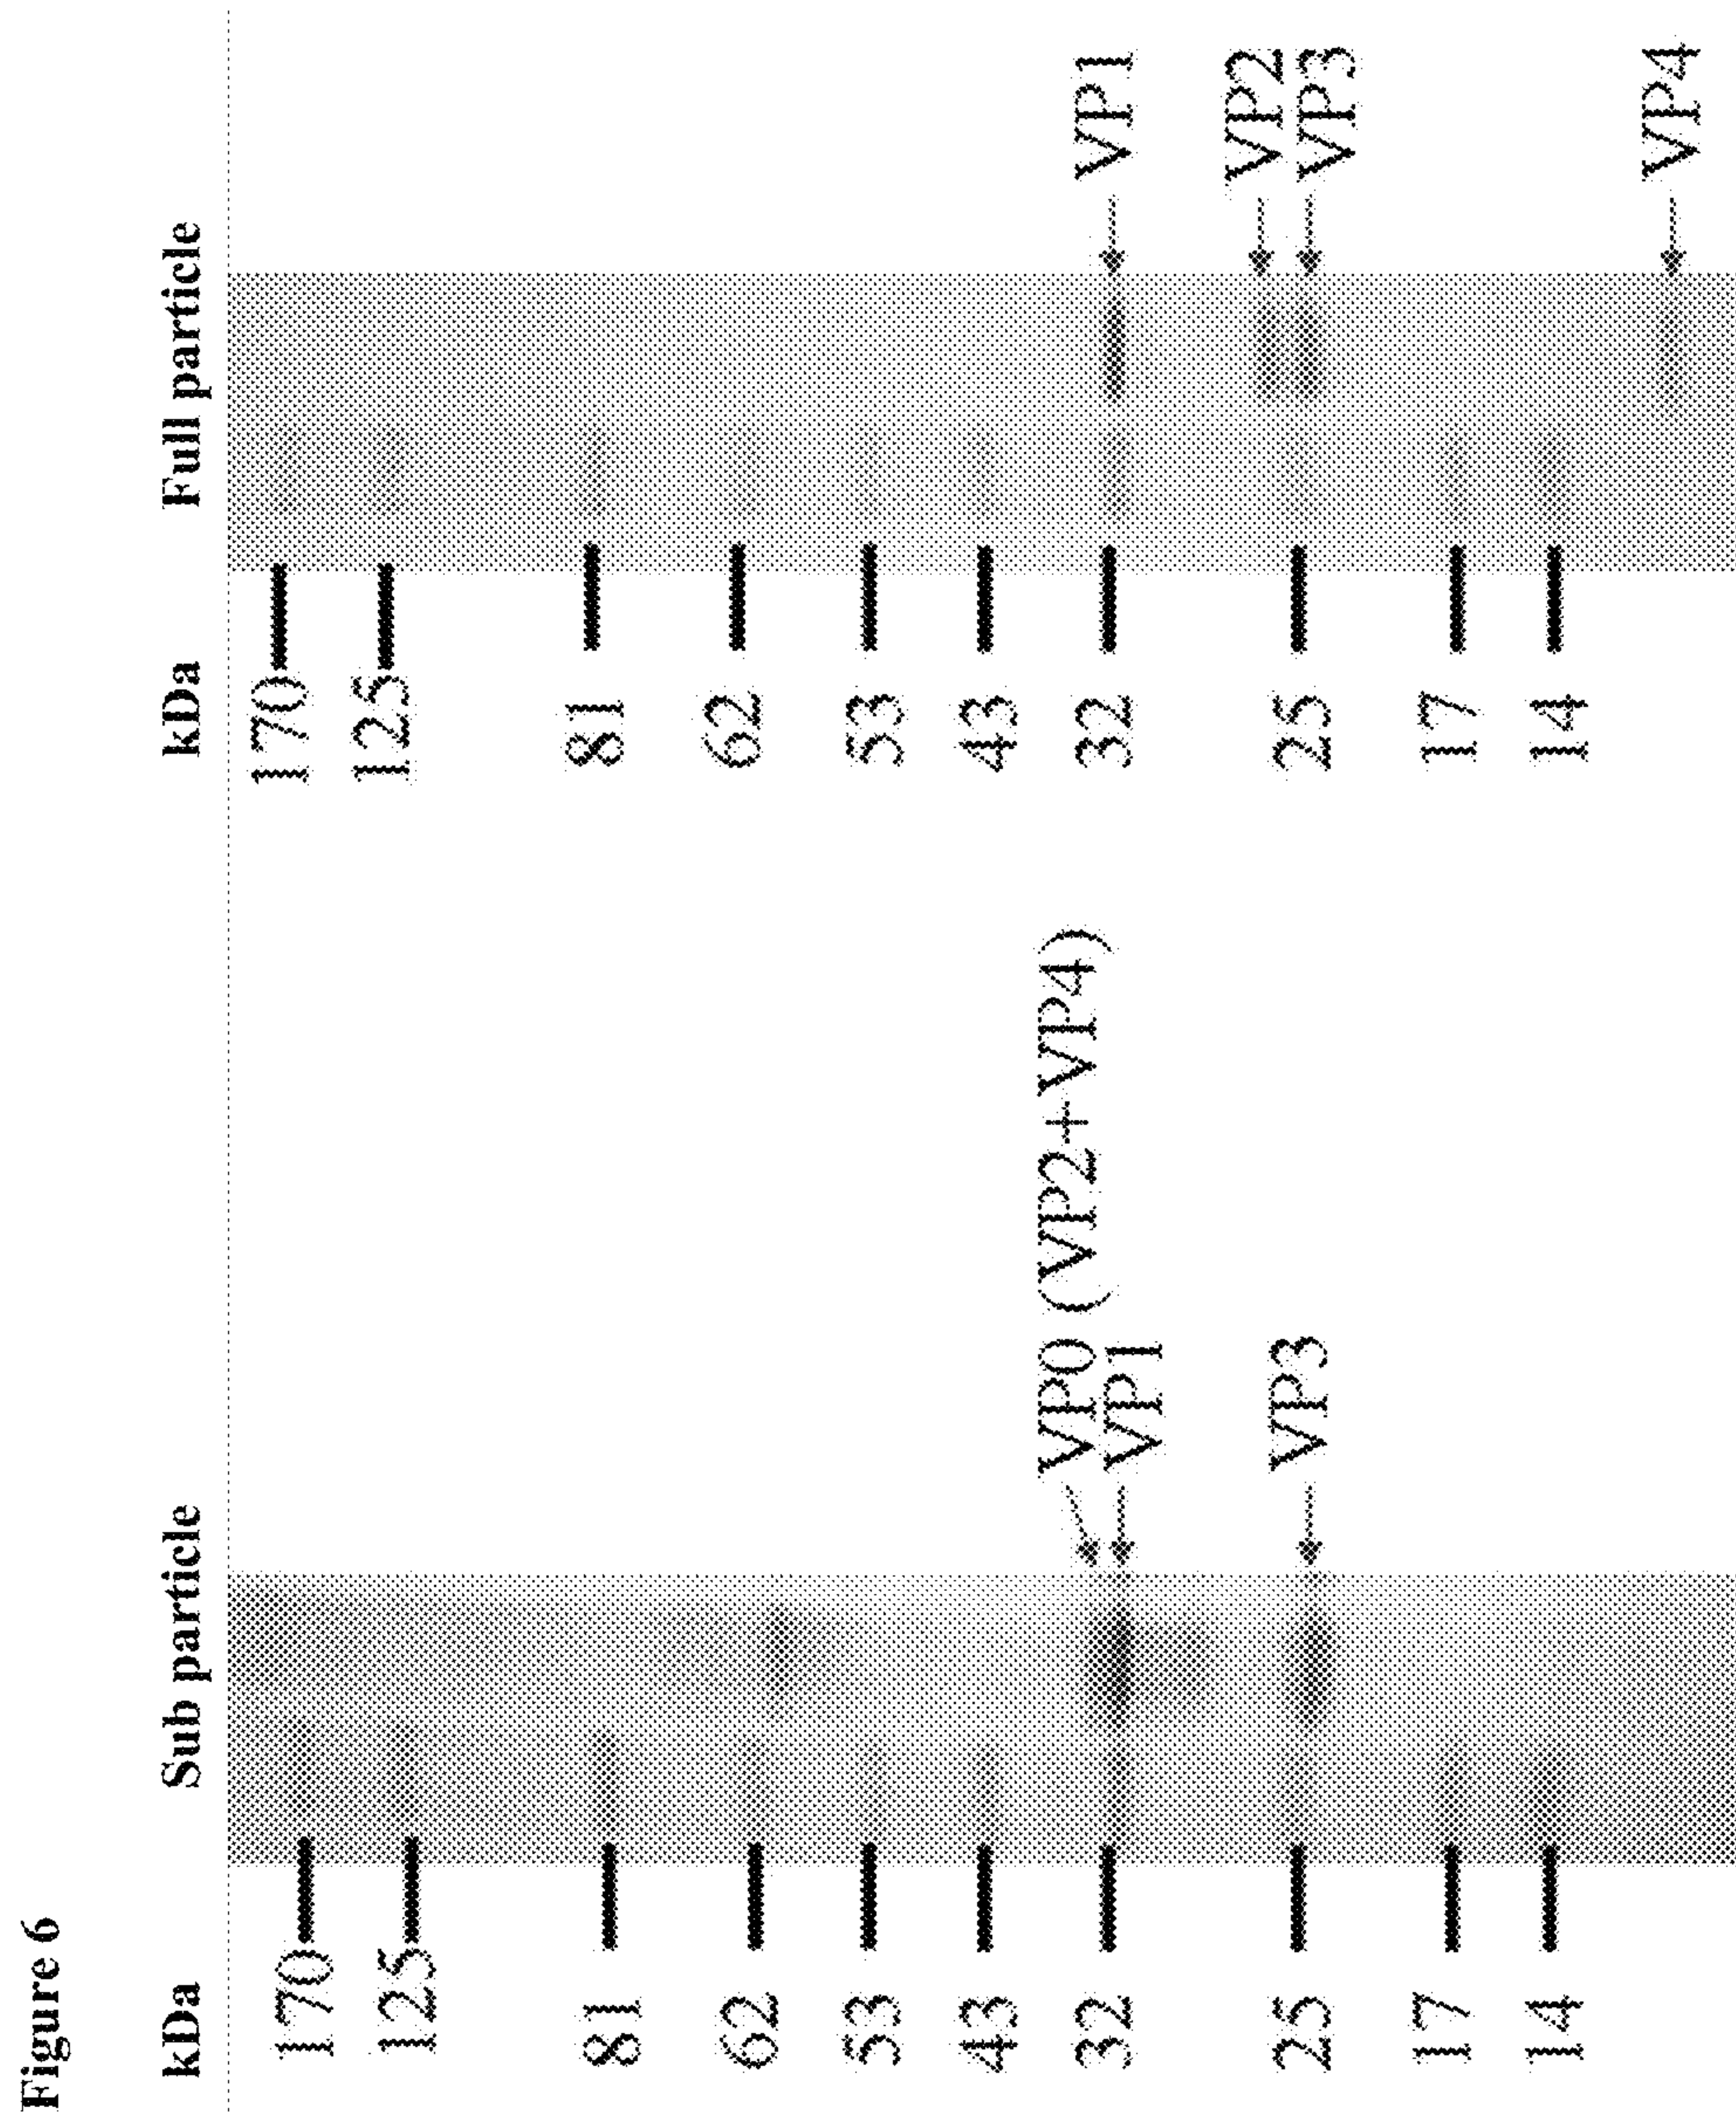 Figure 6
kDa Sub particle
170
125
81
62
53
43
32
25
17
14
VP0 (VP2+VP4)
VP1
VP3
kDa Full particle
170
125
81
62
53
43
32
25
17
14
VP1
VP2
VP3
VP4